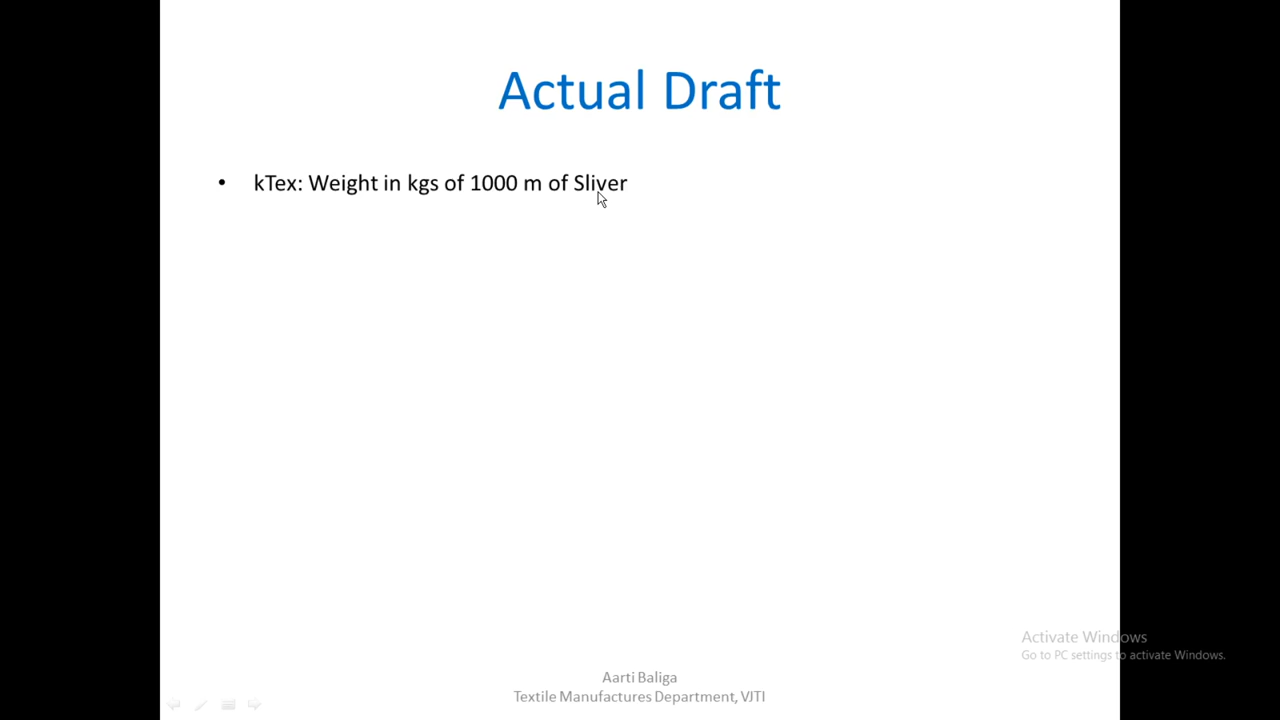 Actual Draft
• kTex: Weight in kgs of 1000 m of Sliver
Activate Windows
Go to PC settings to activate Windows.
Aarti Baliga
Textile Manufactures Department, VJTI